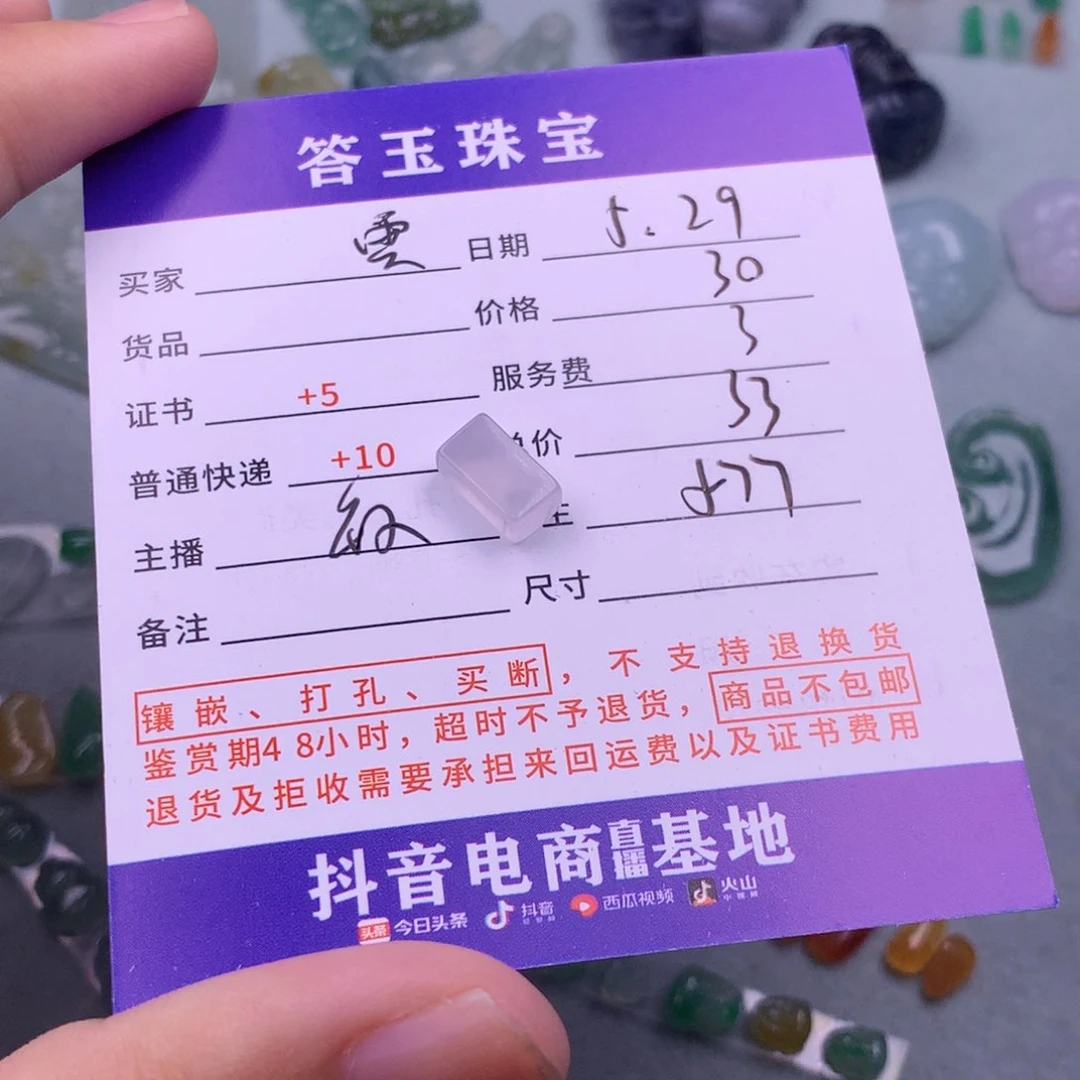 答玉珠宝
买家 雲 日期 5.29
货品 价格 30
证书 +5 服务费 3
普通快递 +10 价 33
主播 主 577
备注 尺寸
镶嵌、打孔、买断，不支持退换货
鉴赏期48小时，超时不予退货，商品不包邮
退货及拒收需要承担来回运费以及证书费用
抖音电商直播基地
头条 今日头条 抖音 西瓜视频 火山